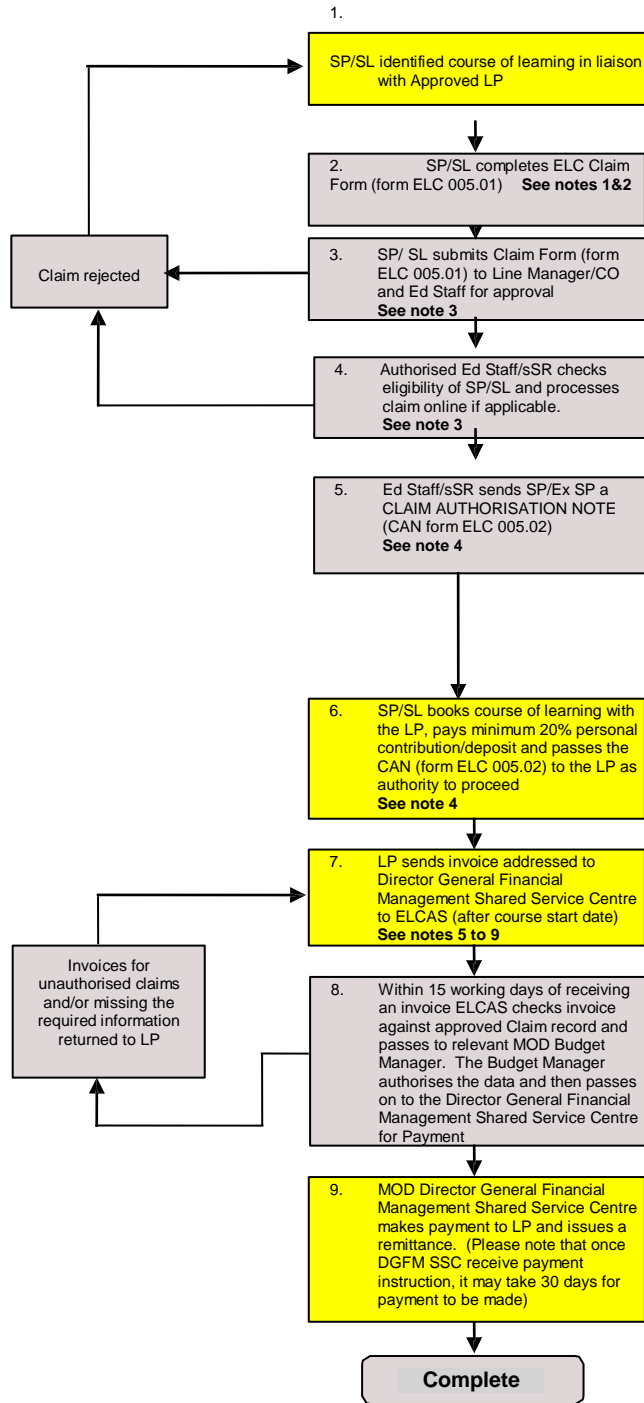 1.
SP/SL identified course of learning in liaison
with Approved LP
2. SP/SL completes ELC Claim
Form (form ELC 005.01) See notes 1&2
Claim rejected
3. SP/ SL submits Claim Form (form
ELC 005.01) to Line Manager/CO
and Ed Staff for approval
See note 3
4. Authorised Ed Staff/sSR checks
eligibility of SP/SL and processes
claim online if applicable.
See note 3
5. Ed Staff/sSR sends SP/Ex SP a
CLAIM AUTHORISATION NOTE
(CAN form ELC 005.02)
See note 4
6. SP/SL books course of learning with
the LP, pays minimum 20% personal
contribution/deposit and passes the
CAN (form ELC 005.02) to the LP as
authority to proceed
See note 4
7. LP sends invoice addressed to
Director General Financial
Management Shared Service Centre
to ELCAS (after course start date)
See notes 5 to 9
Invoices for
unauthorised claims
and/or missing the
required information
returned to LP
8. Within 15 working days of receiving
an invoice ELCAS checks invoice
against approved Claim record and
passes to relevant MOD Budget
Manager. The Budget Manager
authorises the data and then passes
on to the Director General Financial
Management Shared Service Centre
for Payment
9. MOD Director General Financial
Management Shared Service Centre
makes payment to LP and issues a
remittance. (Please note that once
DGFM SSC receive payment
instruction, it may take 30 days for
payment to be made)
Complete